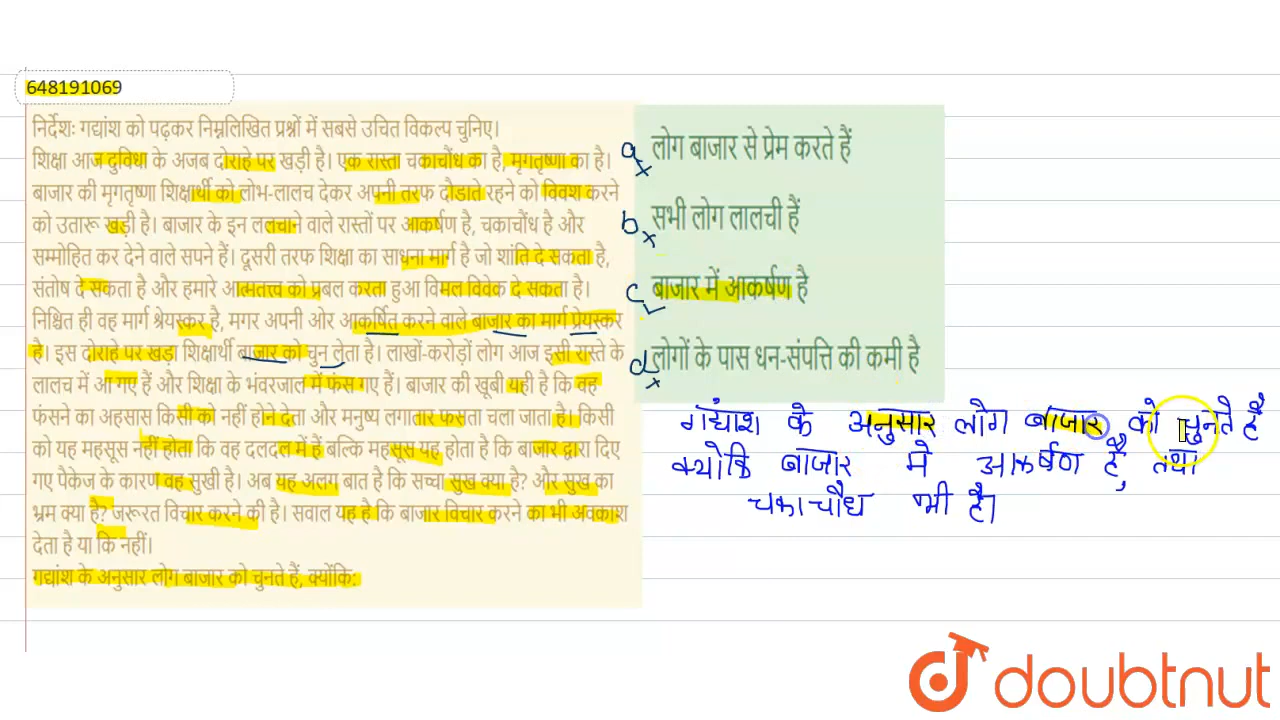 648191069
निर्देशः गद्यांश को पढ़कर निम्नलिखित प्रश्नों में सबसे उचित विकल्प चुनिए।
शिक्षा आज दुविधा के अजब दोराहे पर खड़ी है। एक रास्ता चकाचौंध का है, मृगतृष्णा का है।
बाजार की मृगतृष्णा शिक्षार्थी को लोभ-लालच देकर अपनी तरफ दौडाते रहने को विवश करने
को उतारू खड़ी है। बाजार के इन ललचाने वाले रास्तों पर आकर्षण है, चकाचौंध है और
सम्मोहित कर देने वाले सपने हैं। दूसरी तरफ शिक्षा का साधना मार्ग है जो शांति दे सकता है,
संतोष दे सकता है और हमारे आत्मतत्त्व को प्रबल करता हुआ विमल विवेक दे सकता है।
निश्चित ही वह मार्ग श्रेयस्कर है, मगर अपनी ओर आकर्षित करने वाले बाजार का मार्ग प्रेयस्कर
है। इस दोराहे पर खड़ा शिक्षार्थी बाजार को चुन लेता है। लाखों-करोड़ों लोग आज इसी रास्ते के
लालच में आ गए हैं और शिक्षा के भंवरजाल में फंस गए हैं। बाजार की खूबी यही है कि वह
फंसने का अहसास किसी को नहीं होने देता और मनुष्य लगातार फसता चला जाता है। किसी
को यह महसूस नहीं होता कि वह दलदल में हैं बल्कि महसूस यह होता है कि बाजार द्वारा दिए
गए पैकेज के कारण वह सुखी है। अब यह अलग बात है कि सच्चा सुख क्या है? और सुख का
भ्रम क्या है? जरूरत विचार करने की है। सवाल यह है कि बाजार विचार करने का भी अवकाश
देता है या कि नहीं।
गद्यांश के अनुसार लोग बाजार को चुनते हैं, क्योंकि:
a लोग बाजार से प्रेम करते हैं
b सभी लोग लालची हैं
c बाजार में आकर्षण है
d लोगों के पास धन-संपत्ति की कमी है
गद्यांश के अनुसार लोग बाजार को चुनते है
क्योकि बाजार मे आकर्षण है, तथा
चकाचौध भी है।
doubtnut